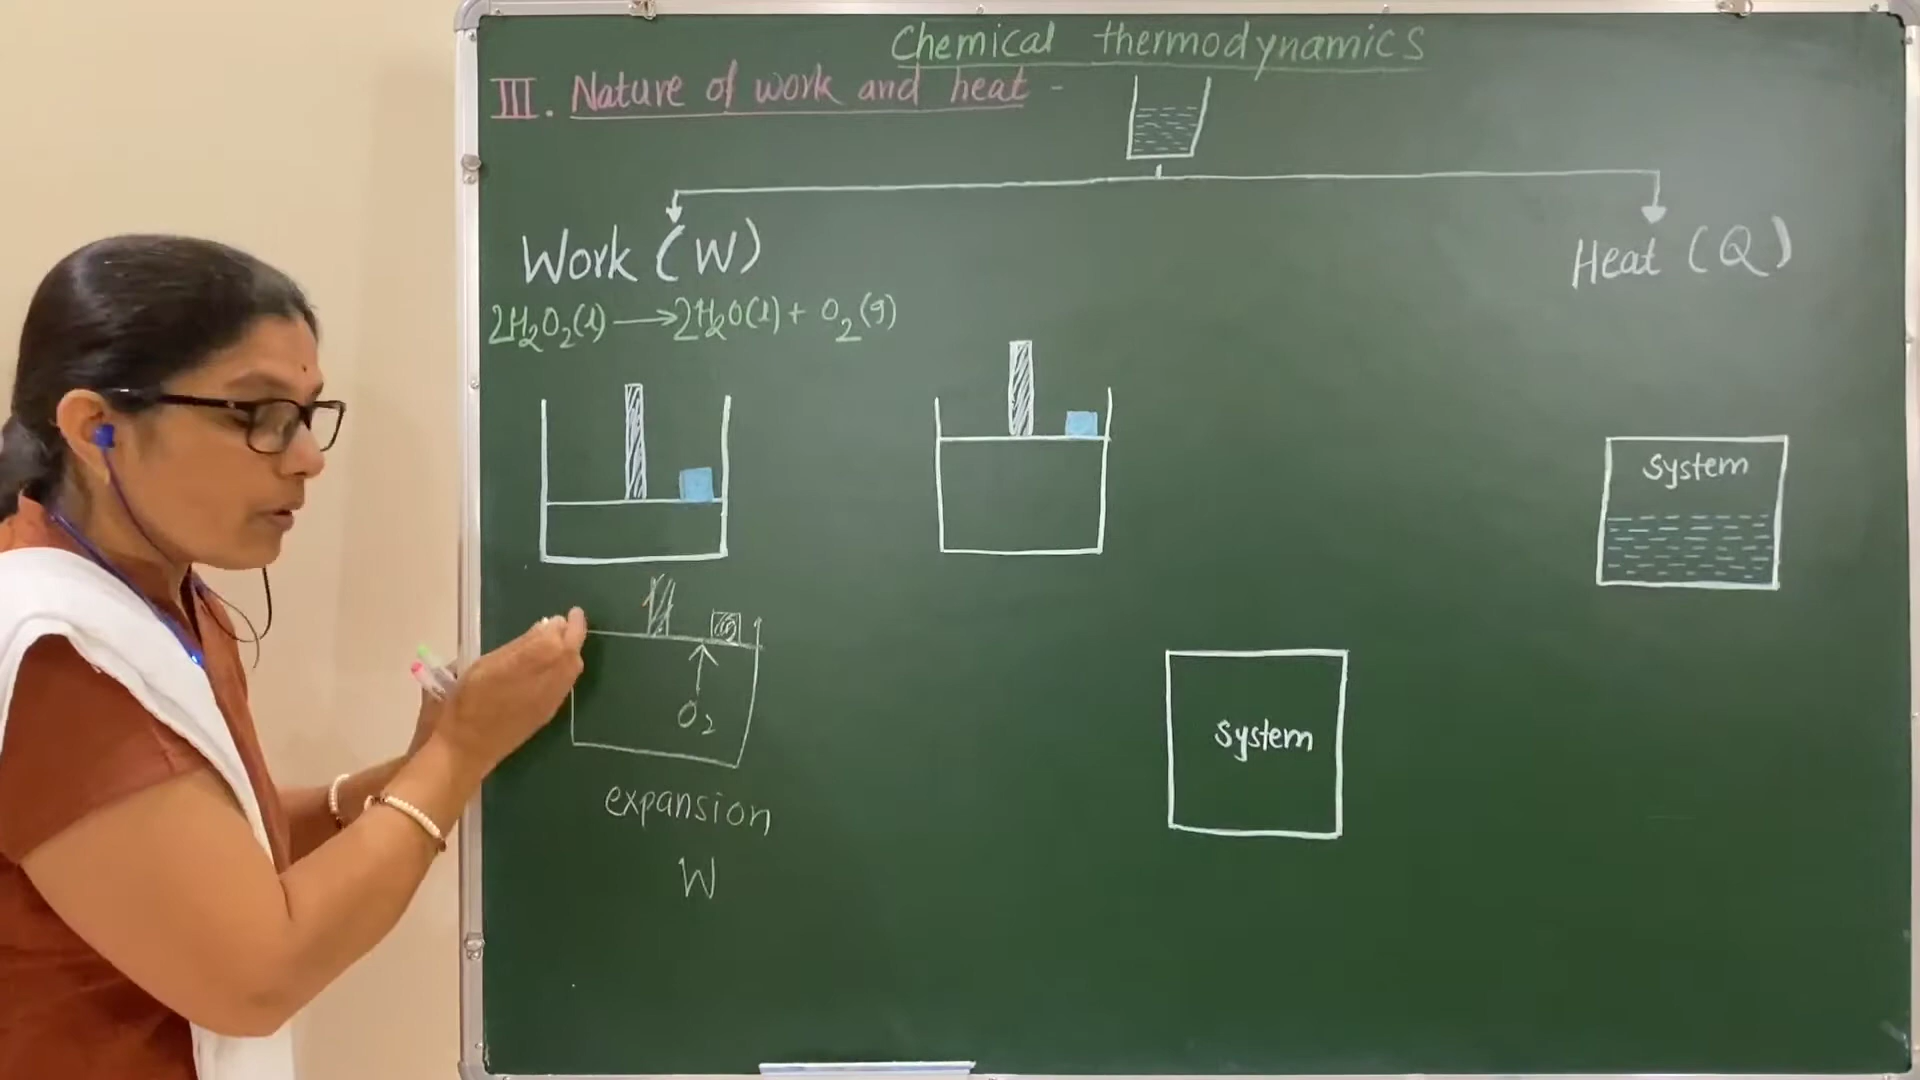 Chemical thermodynamics
III. Nature of work and heat -
Work (W)
Heat (Q)
2H₂O₂(l) ⟶ 2H₂O(l) + O₂(g)
System
O₂
System
expansion
W